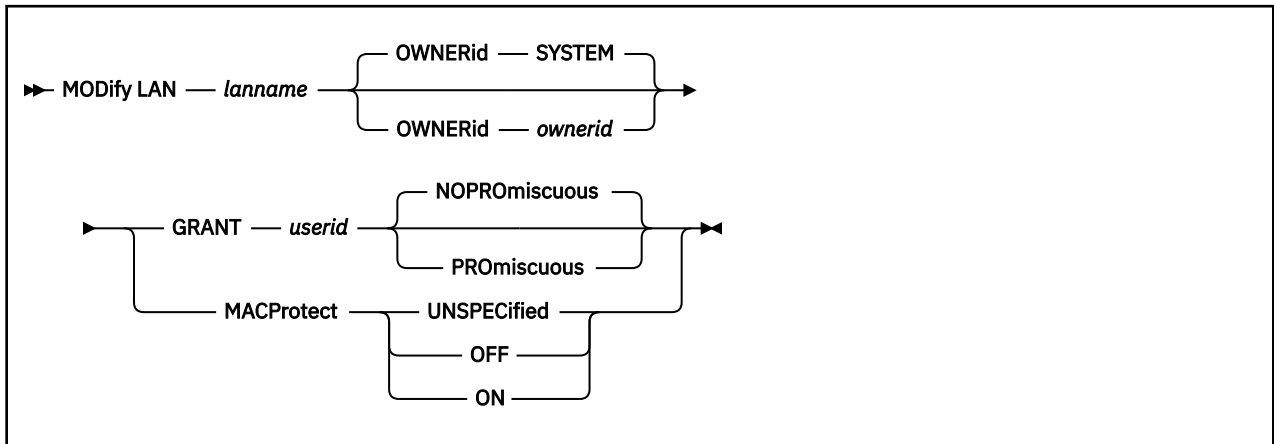 OWNERid SYSTEM
MODify LAN lanname
OWNERid ownerid
NOPROmiscuous
GRANT userid
PROmiscuous
MACProtect UNSPECified
OFF
ON